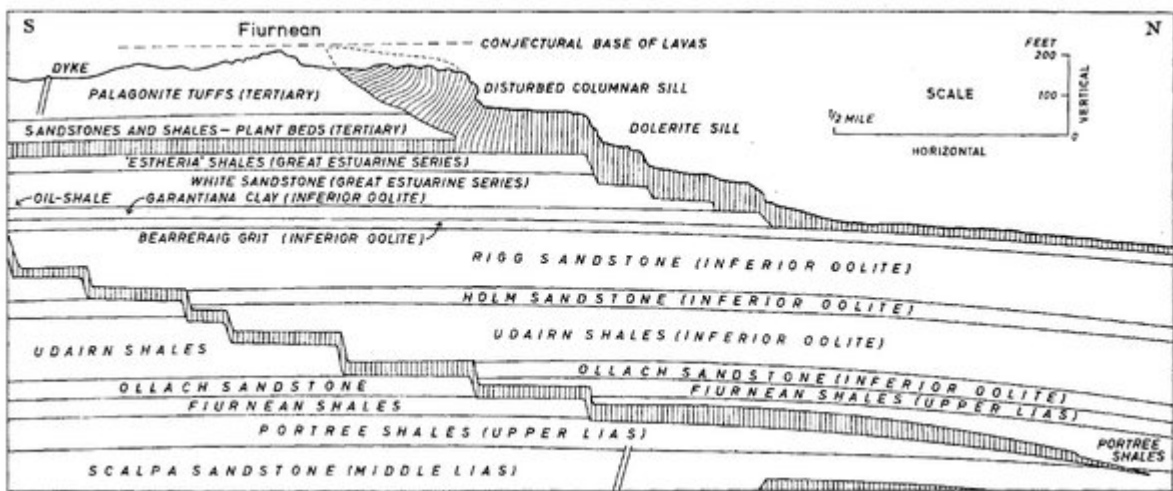 S
N
Fiurnean
CONJECTURAL BASE OF LAVAS
FEET
200
100
0
VERTICAL
SCALE
1/2 MILE
HORIZONTAL
DYKE
DISTURBED COLUMNAR SILL
PALAGONITE TUFFS (TERTIARY)
DOLERITE SILL
SANDSTONES AND SHALES - PLANT BEDS (TERTIARY)
"ESTHERIA" SHALES (GREAT ESTUARINE SERIES)
WHITE SANDSTONE (GREAT ESTUARINE SERIES)
OIL-SHALE
GARANTIANA CLAY (INFERIOR OOLITE)
BEARRERAIG GRIT (INFERIOR OOLITE)
RIGG SANDSTONE (INFERIOR OOLITE)
HOLM SANDSTONE (INFERIOR OOLITE)
UDAIRN SHALES (INFERIOR OOLITE)
UDAIRN SHALES
OLLACH SANDSTONE (INFERIOR OOLITE)
OLLACH SANDSTONE
FIURNEAN SHALES (UPPER LIAS)
FIURNEAN SHALES
PORTREE SHALES (UPPER LIAS)
PORTREE
SHALES
SCALPA SANDSTONE (MIDDLE LIAS)